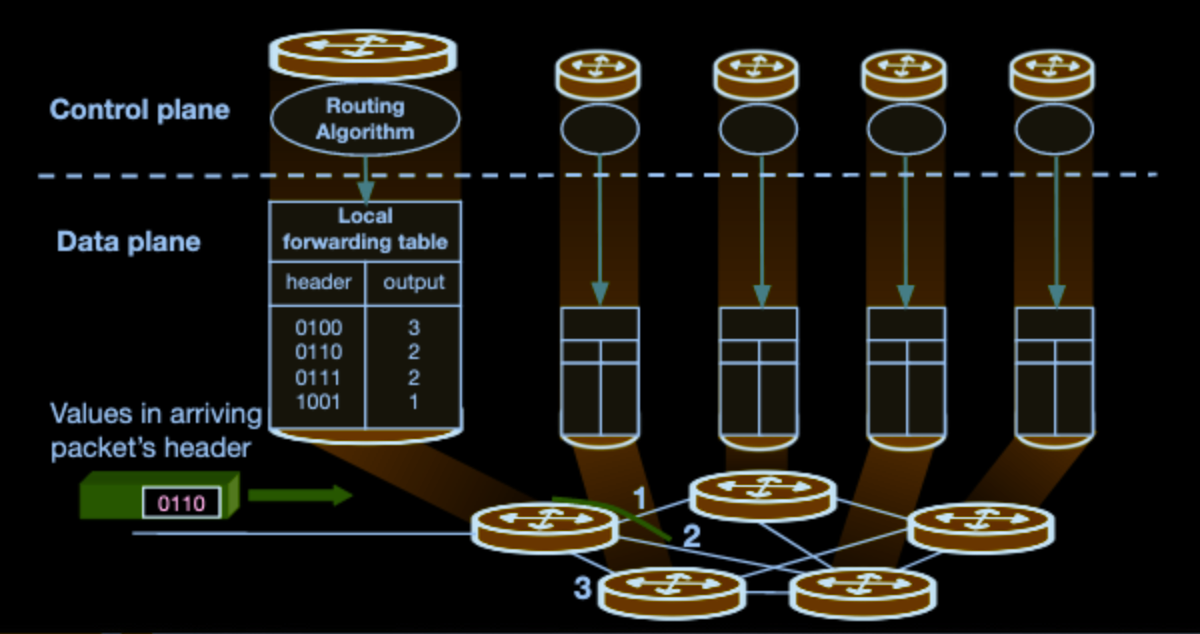 Control plane
Routing
Algorithm
Data plane
Local
forwarding table
header output
0100 3
0110 2
0111 2
1001 1
Values in arriving
packet's header
0110
1
2
3